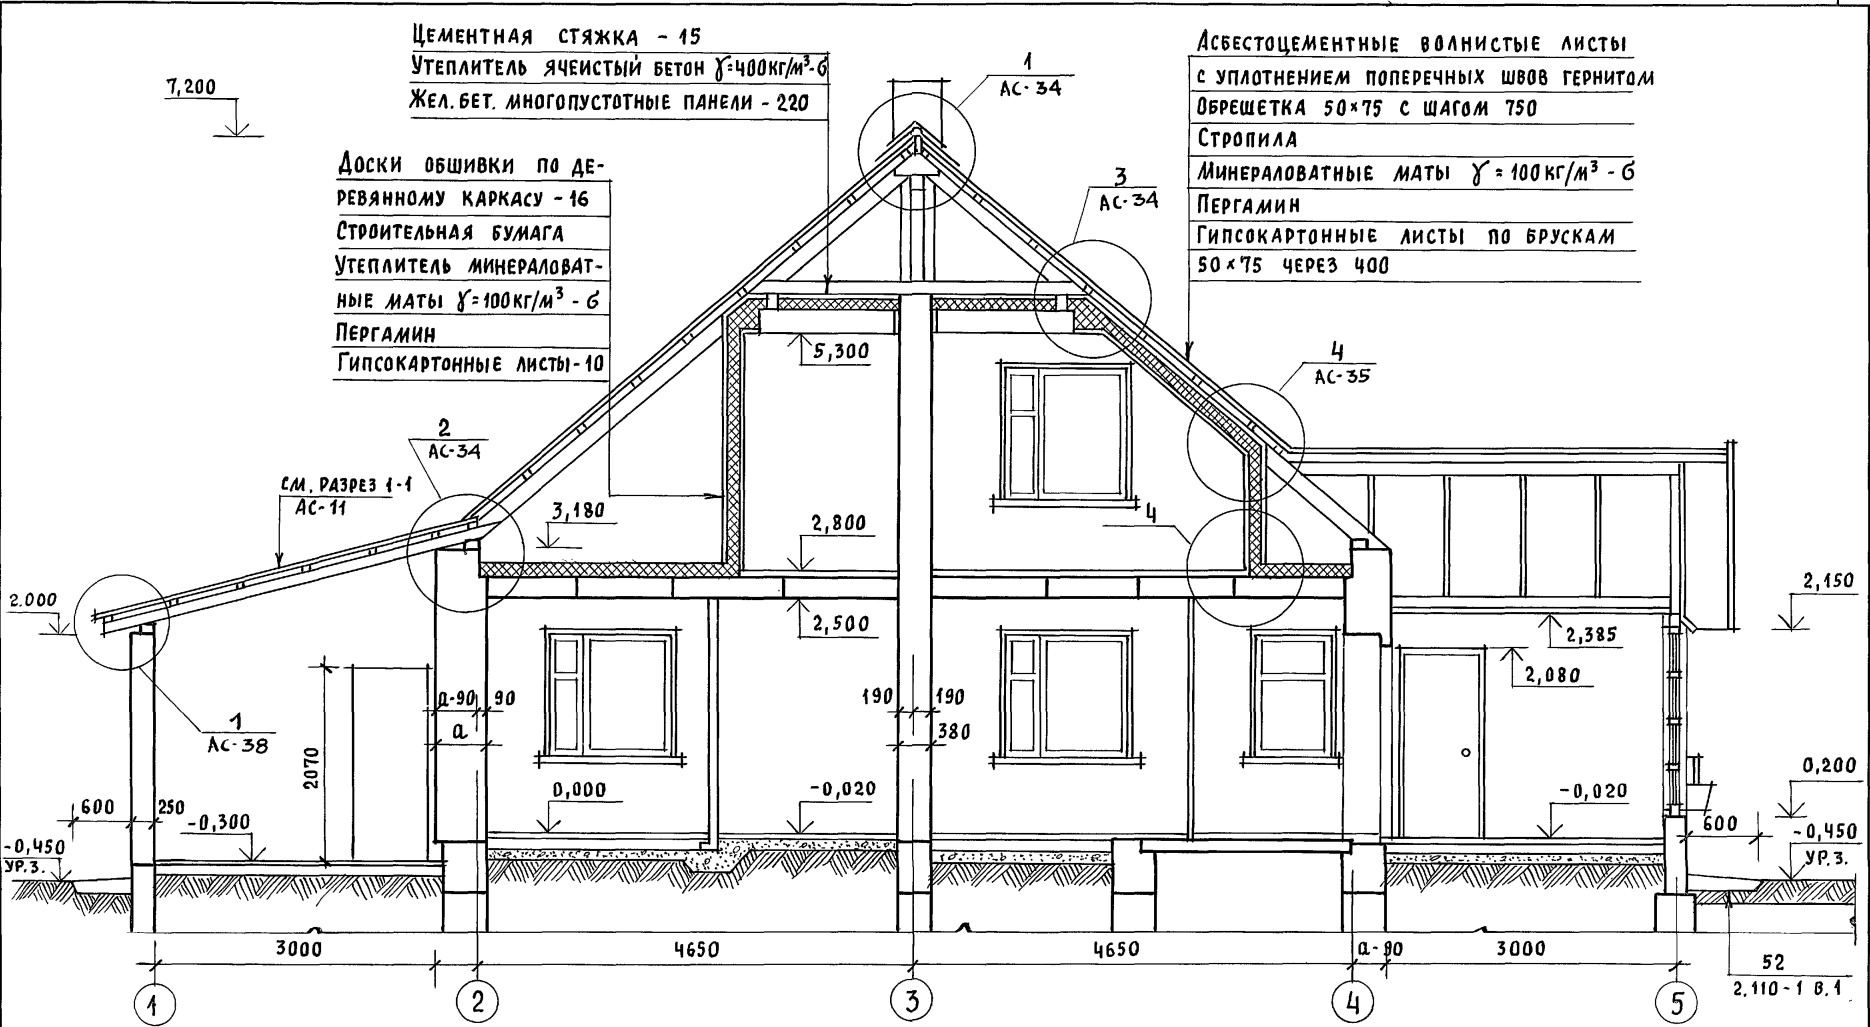 Цементная стяжка - 15
Утеплитель ячеистый бетон γ=400кг/м³-б
Жел. бет. многопустотные панели - 220
7,200
Доски обшивки по де-
ревянному каркасу - 16
Строительная бумага
Утеплитель минераловат-
ные маты γ=100кг/м³ - б
Пергамин
Гипсокартонные листы-10
1
АС-34
Асбестоцементные волнистые листы
с уплотнением поперечных швов гернитом
Обрешетка 50×75 с шагом 750
Стропила
Минераловатные маты γ = 100кг/м³ - б
Пергамин
Гипсокартонные листы по брускам
50×75 через 400
3
АС-34
4
АС-35
5,300
2
АС-34
см. разрез 1-1
АС-11
3,180
2,800
4
2.000
2,500
2,385
2,150
2,080
а-90 90
а
190 190
380
1
АС-38
2070
600 250
-0,300
0,000
-0,020
-0,020
0,200
600
-0,450
ур.з.
-0,450
ур.з.
3000 4650 4650 а-90 3000
52
2.110-1 в.1
1 2 3 4 5